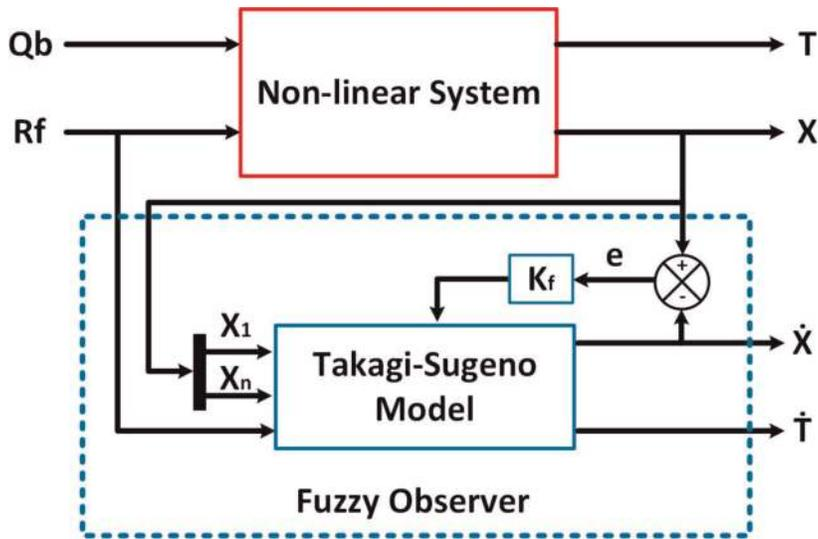 Qb
Non-linear System
T
Rf
X
+
e
Kf
-
X1
Ẋ
Takagi-Sugeno
Model
Xn
Ṫ
Fuzzy Observer